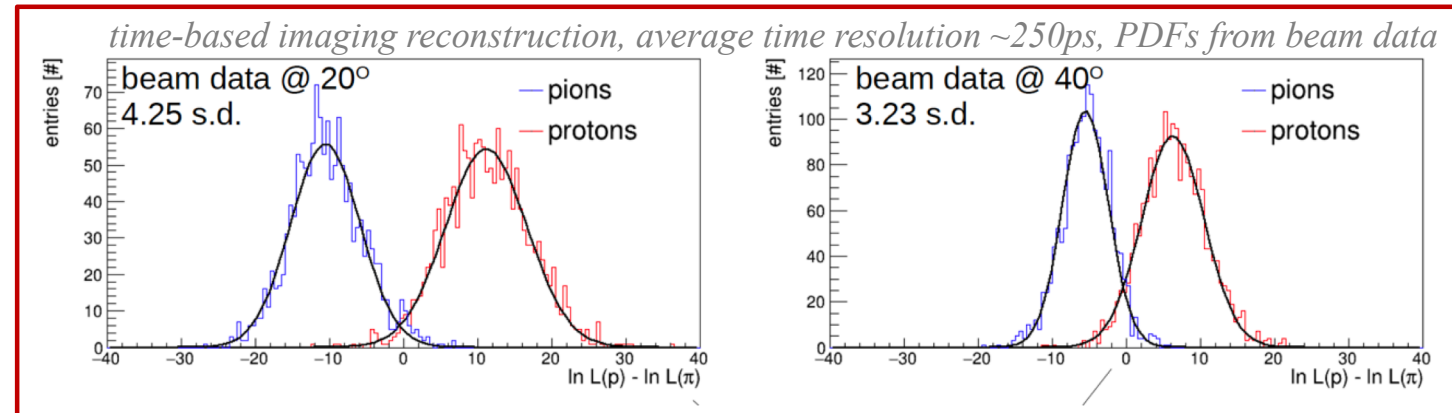 time-based imaging reconstruction, average time resolution ~250ps, PDFs from beam data
entries [#]
beam data @ 20°
4.25 s.d.
pions
protons
70
60
50
40
30
20
10
0
−40 −30 −20 −10 0 10 20 30 40
ln L(p) - ln L(π)
entries [#]
beam data @ 40°
3.23 s.d.
pions
protons
120
100
80
60
40
20
0
−40 −30 −20 −10 0 10 20 30 40
ln L(p) - ln L(π)